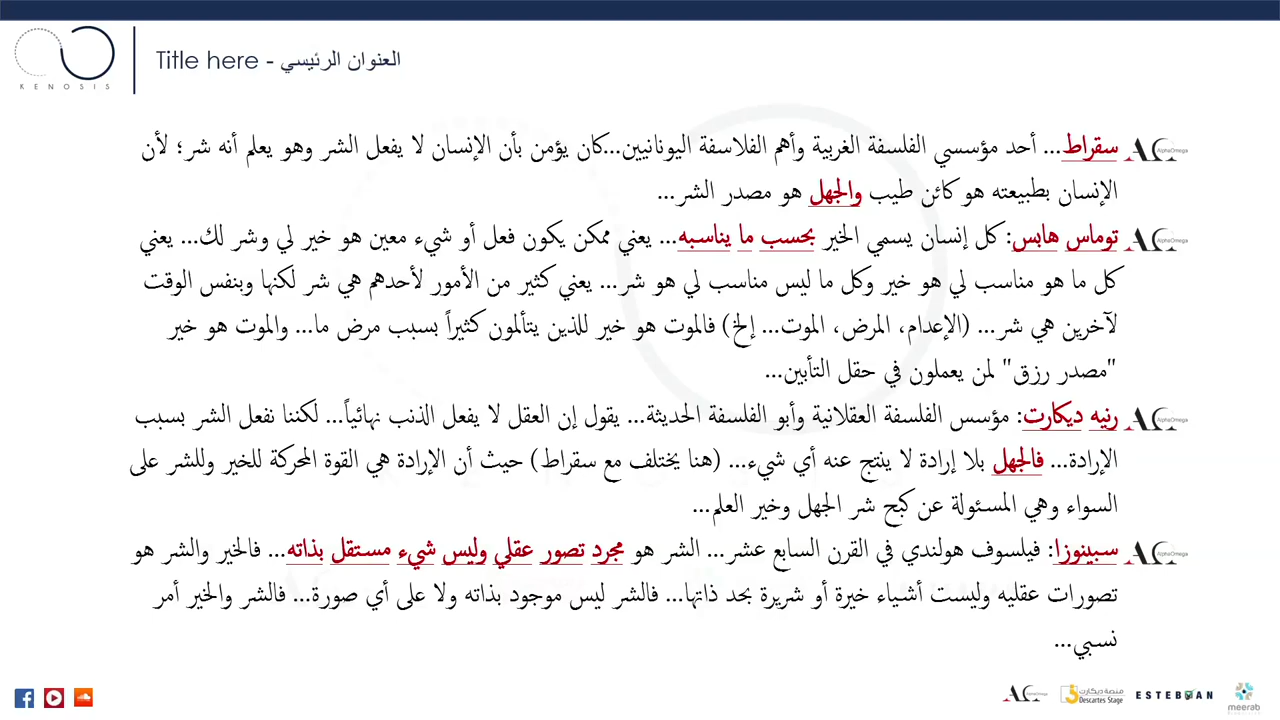 العنوان الرئيسي - Title here
KENOSIS
سقراط... أحد مؤسسي الفلسفة الغربية وأهم الفلاسفة اليونانيين...كان يؤمن بأن الإنسان لا يفعل الشر وهو يعلم أنه شر؛ لأن
الإنسان بطبيعته هو كائن طيب والجهل هو مصدر الشر...
توماس هابس: كل إنسان يسمي الخير بحسب ما يناسبه... يعني ممكن يكون فعل أو شيء معين هو خير لي وشر لك... يعني
كل ما هو مناسب لي هو خير وكل ما ليس مناسب لي هو شر... يعني كثير من الأمور لأحدهم هي شر لكنها وبنفس الوقت
لآخرين هي شر... (الإعدام، المرض، الموت... إلخ) فالموت هو خير للذين يتألمون كثيراً بسبب مرض ما... والموت هو خير
"مصدر رزق" لمن يعملون في حقل التأبين...
رنيه ديكارت: مؤسس الفلسفة العقلانية وأبو الفلسفة الحديثة... يقول إن العقل لا يفعل الذنب نهائياً... لكننا نفعل الشر بسبب
الإرادة... فالجهل بلا إرادة لا ينتج عنه أي شيء... (هنا يختلف مع سقراط) حيث أن الإرادة هي القوة المحركة للخير وللشر على
السواء وهي المسئولة عن كبح شر الجهل وخير العلم...
سبينوزا: فيلسوف هولندي في القرن السابع عشر... الشر هو مجرد تصور عقلي وليس شيء مستقل بذاته... فالخير والشر هو
تصورات عقليه وليست أشياء خيرة أو شريرة بحد ذاتها... فالشر ليس موجود بذاته ولا على أي صورة... فالشر والخير أمر
نسبي...
AlphaOmega
منصة ديكارت
Descartes Stage
ESTEBVAN
meerab